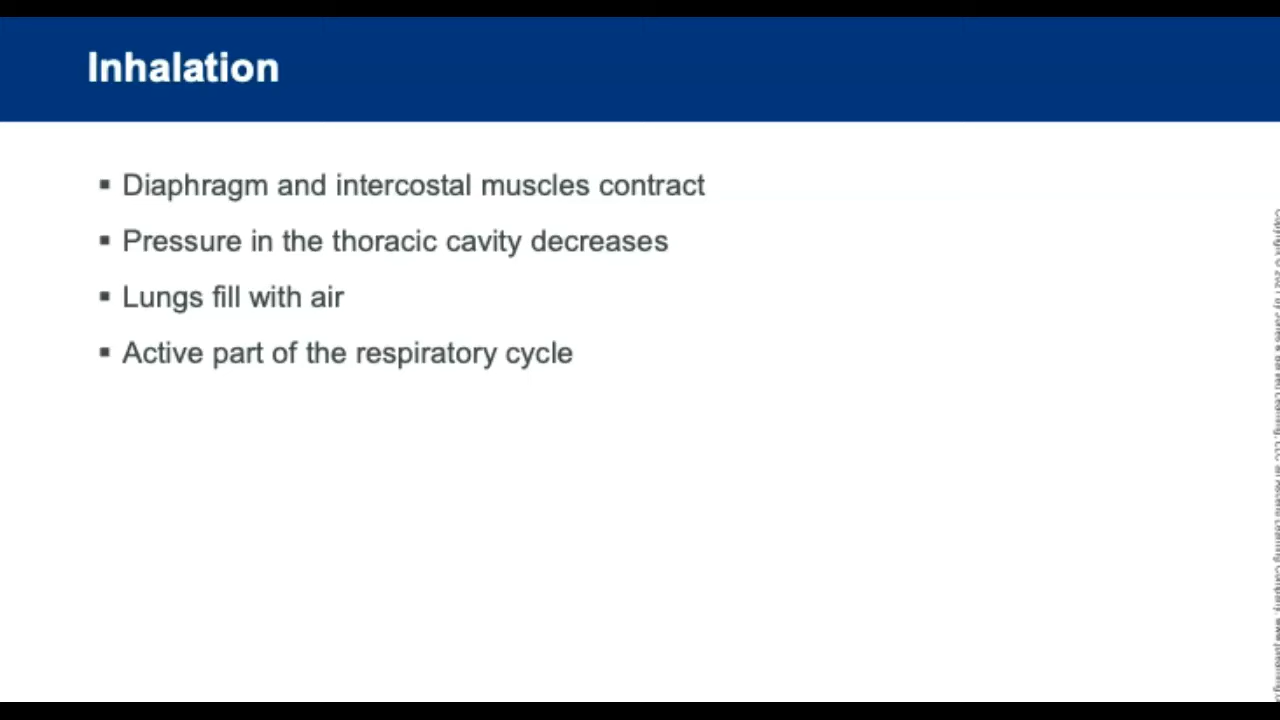 Inhalation
▪ Diaphragm and intercostal muscles contract
▪ Pressure in the thoracic cavity decreases
▪ Lungs fill with air
▪ Active part of the respiratory cycle